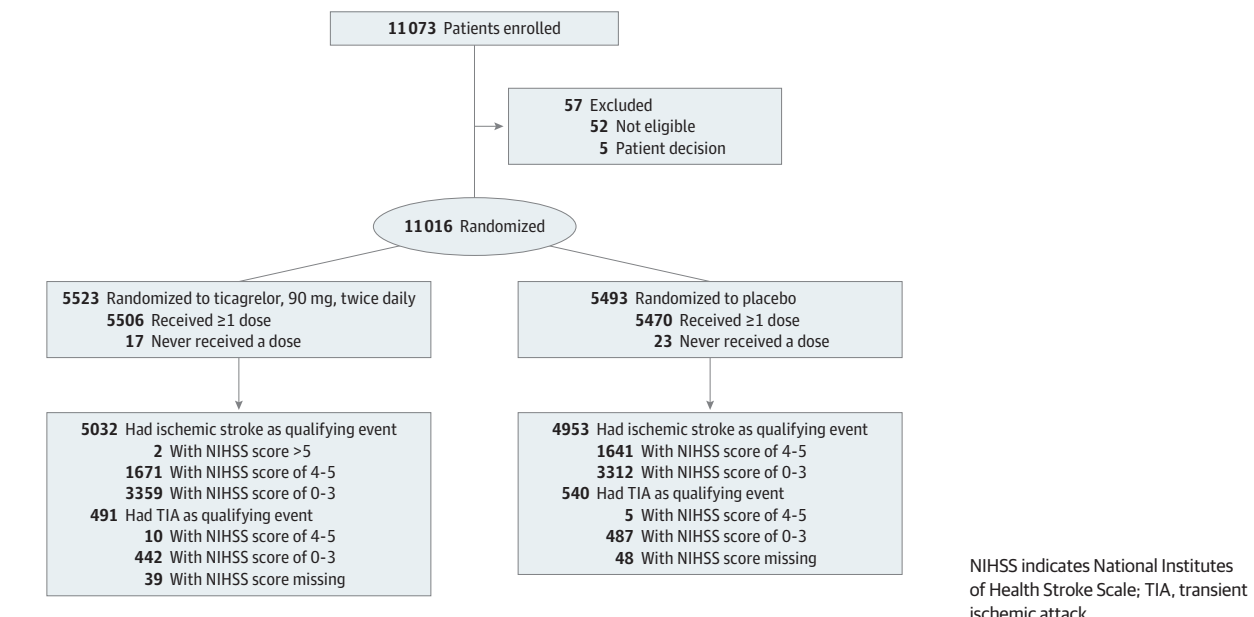 11073 Patients enrolled
57 Excluded
52 Not eligible
5 Patient decision
11016 Randomized
5523 Randomized to ticagrelor, 90 mg, twice daily
5506 Received ≥1 dose
17 Never received a dose
5493 Randomized to placebo
5470 Received ≥1 dose
23 Never received a dose
5032 Had ischemic stroke as qualifying event
2 With NIHSS score >5
1671 With NIHSS score of 4-5
3359 With NIHSS score of 0-3
491 Had TIA as qualifying event
10 With NIHSS score of 4-5
442 With NIHSS score of 0-3
39 With NIHSS score missing
4953 Had ischemic stroke as qualifying event
1641 With NIHSS score of 4-5
3312 With NIHSS score of 0-3
540 Had TIA as qualifying event
5 With NIHSS score of 4-5
487 With NIHSS score of 0-3
48 With NIHSS score missing
NIHSS indicates National Institutes
of Health Stroke Scale; TIA, transient
ischemic attack